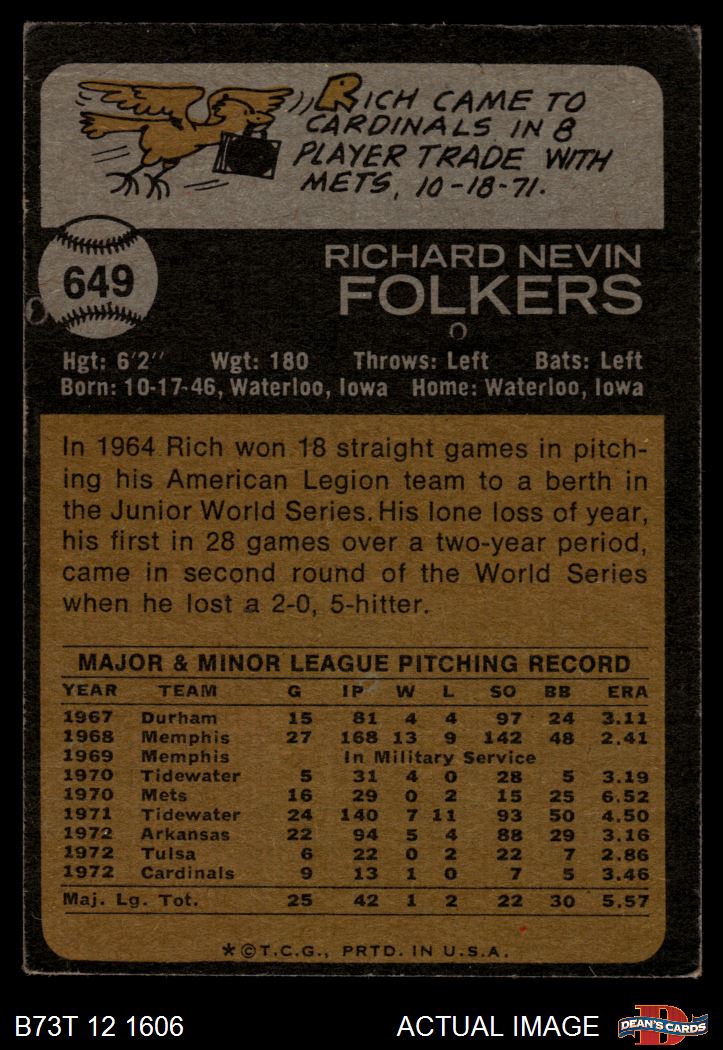 RICH CAME TO
CARDINALS IN 8
PLAYER TRADE WITH
METS, 10-18-71.
649
RICHARD NEVIN
FOLKERS
Hgt: 6'2" Wgt: 180 Throws: Left Bats: Left
Born: 10-17-46, Waterloo, Iowa Home: Waterloo, Iowa
In 1964 Rich won 18 straight games in pitch-
ing his American Legion team to a berth in
the Junior World Series. His lone loss of year,
his first in 28 games over a two-year period,
came in second round of the World Series
when he lost a 2-0, 5-hitter.
MAJOR & MINOR LEAGUE PITCHING RECORD
YEAR TEAM G IP W L SO BB ERA
1967 Durham 15 81 4 4 97 24 3.11
1968 Memphis 27 168 13 9 142 48 2.41
1969 Memphis In Military Service
1970 Tidewater 5 31 4 0 28 5 3.19
1970 Mets 16 29 0 2 15 25 6.52
1971 Tidewater 24 140 7 11 93 50 4.50
1972 Arkansas 22 94 5 4 88 29 3.16
1972 Tulsa 6 22 0 2 22 7 2.86
1972 Cardinals 9 13 1 0 7 5 3.46
Maj. Lg. Tot. 25 42 1 2 22 30 5.57
*©T.C.G., PRTD. IN U.S.A.
B73T 12 1606 ACTUAL IMAGE
D
DEAN'S CARDS